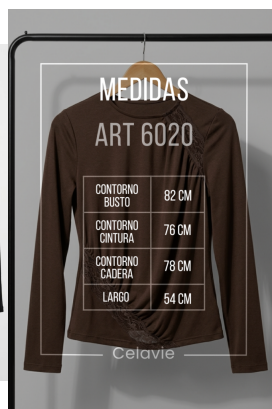 MEDIDAS
ART 6020
CONTORNO
BUSTO
82 CM
CONTORNO
CINTURA
76 CM
CONTORNO
CADERA
78 CM
LARGO
54 CM
Celavie